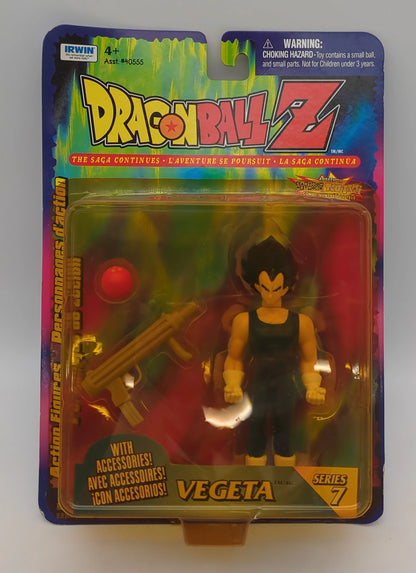 IRWIN
4+
Asst. #40555
WARNING:
CHOKING HAZARD-Toy contains a small ball,
and small parts. Not for Children under 3 years.
DRAGONBALL Z
TM/MC
THE SAGA CONTINUES • L'AVENTURE SE POURSUIT • LA SAGA CONTINUA
Action Figures Personnages d'action
WITH
ACCESSORIES!
AVEC ACCESSOIRES!
¡CON ACCESORIOS!
VEGETA
SERIES
7